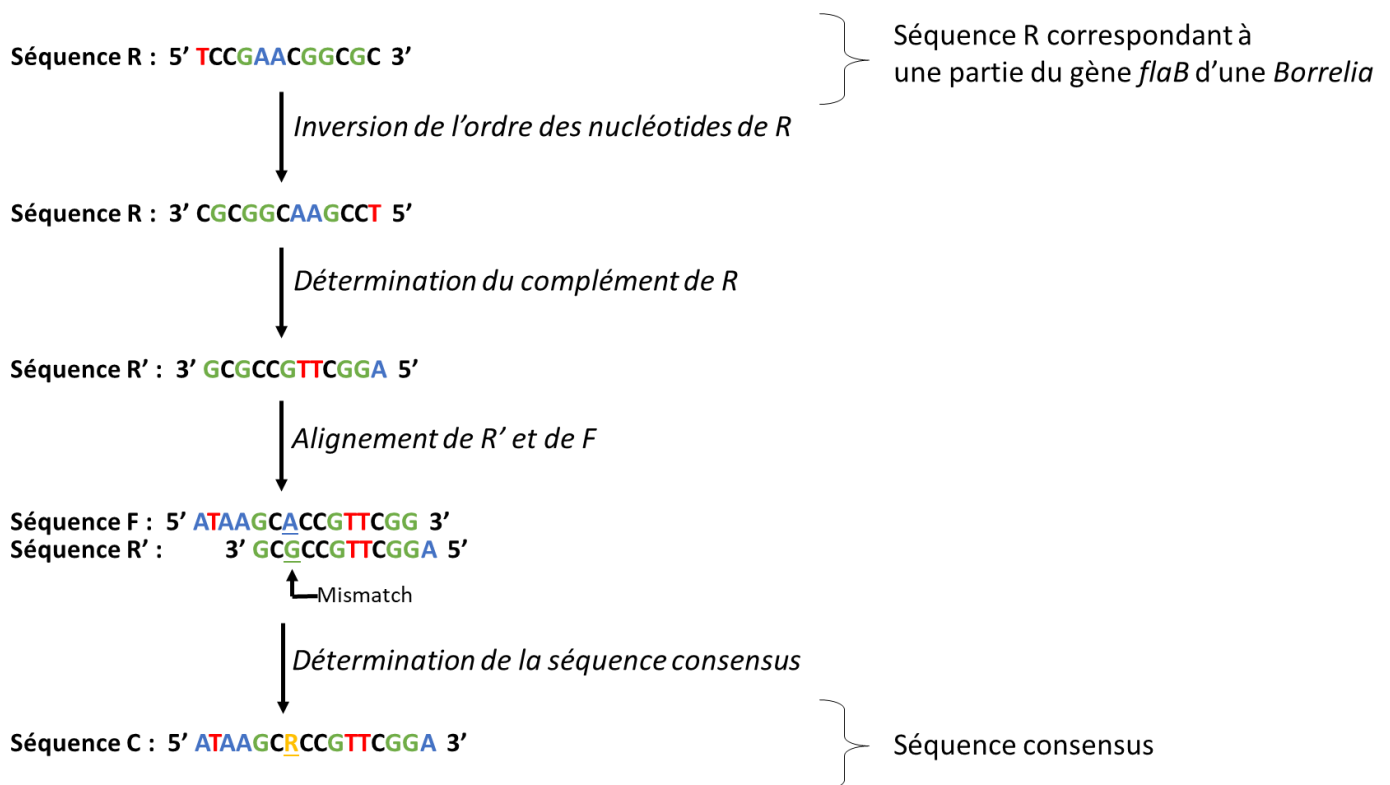 Séquence R : 5’ TCCGAACGGCGC 3’
Séquence R correspondant à
une partie du gène flaB d’une Borrelia
Inversion de l’ordre des nucléotides de R
Séquence R : 3’ CGCGGCAAGCCT 5’
Détermination du complément de R
Séquence R’ : 3’ GCGCCGTTCGGA 5’
Alignement de R’ et de F
Séquence F : 5’ ATAAGCACCGTTCGG 3’
Séquence R’ : 3’ GCGCCGTTCGGA 5’
Mismatch
Détermination de la séquence consensus
Séquence C : 5’ ATAAGCRCCGTTCGGA 3’
Séquence consensus